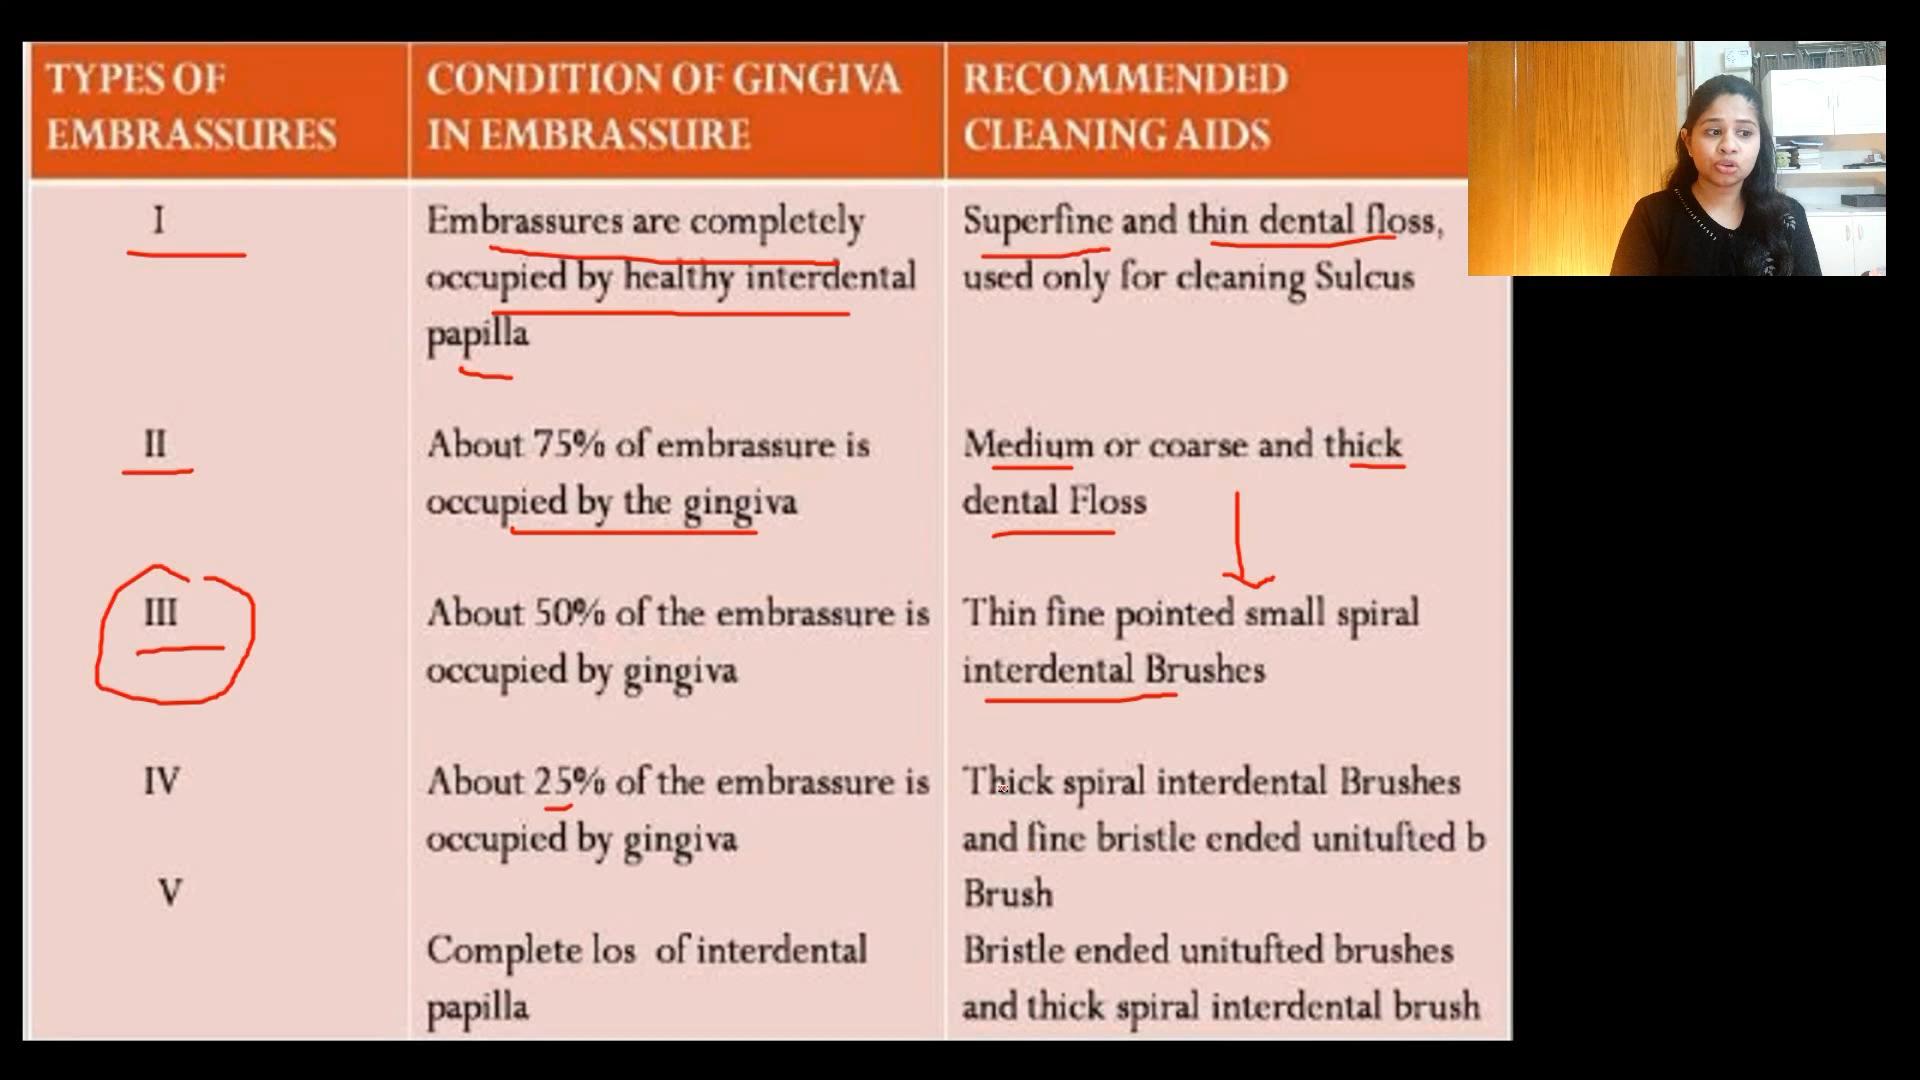 TYPES OF
EMBRASSURES
CONDITION OF GINGIVA
IN EMBRASSURE
RECOMMENDED
CLEANING AIDS
I
Embrassures are completely
occupied by healthy interdental
papilla
Superfine and thin dental floss,
used only for cleaning Sulcus
II
About 75% of embrassure is
occupied by the gingiva
Medium or coarse and thick
dental Floss
III
About 50% of the embrassure is
occupied by gingiva
Thin fine pointed small spiral
interdental Brushes
IV
About 25% of the embrassure is
occupied by gingiva
Thick spiral interdental Brushes
and fine bristle ended unitufted b
Brush
V
Complete los of interdental
papilla
Bristle ended unitufted brushes
and thick spiral interdental brush